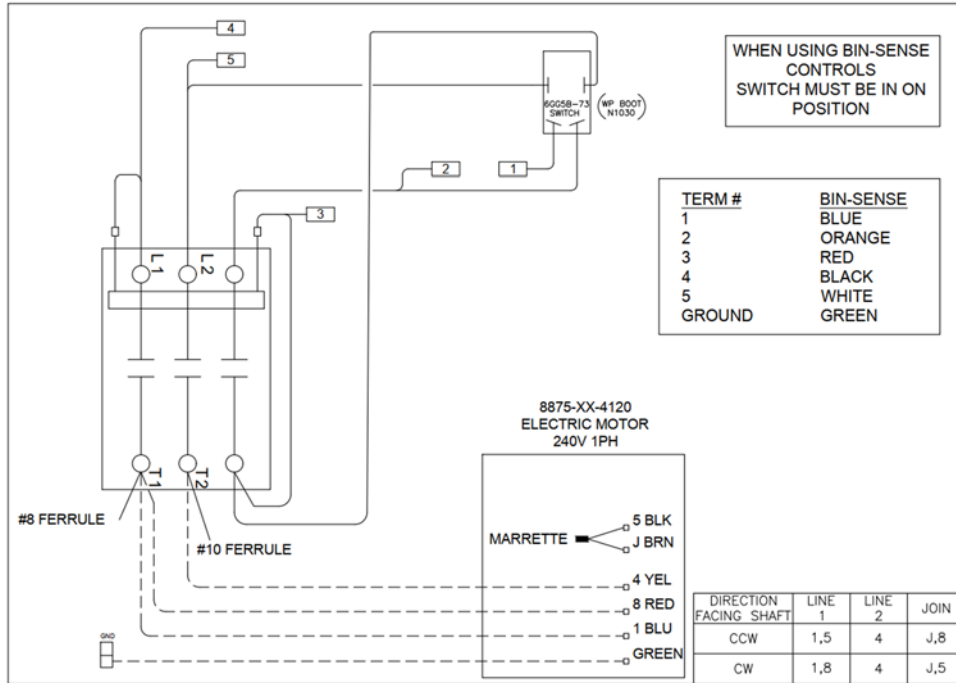 4
5
6GG5B-73
SWITCH
(WP BOOT
N1030)
WHEN USING BIN-SENSE
CONTROLS
SWITCH MUST BE IN ON
POSITION
2
1
3
TERM # BIN-SENSE
1 BLUE
2 ORANGE
3 RED
4 BLACK
5 WHITE
GROUND GREEN
L1
L2
T1
T2
#8 FERRULE
#10 FERRULE
8875-XX-4120
ELECTRIC MOTOR
240V 1PH
MARRETTE
5 BLK
J BRN
4 YEL
8 RED
1 BLU
GREEN
GND
DIRECTION FACING SHAFT LINE 1 LINE 2 JOIN
CCW 1,5 4 J,8
CW 1,8 4 J,5